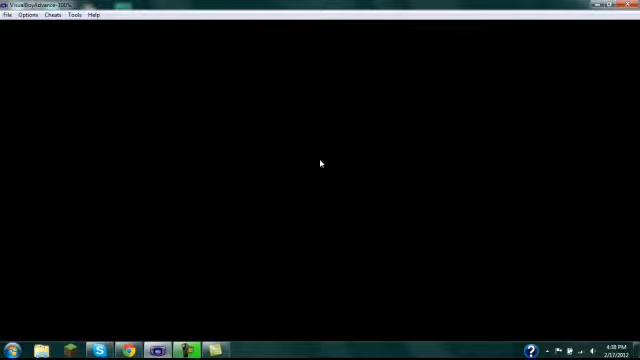 VisualBoyAdvance-100%
File Options Cheats Tools Help
4:38 PM
2/17/2012